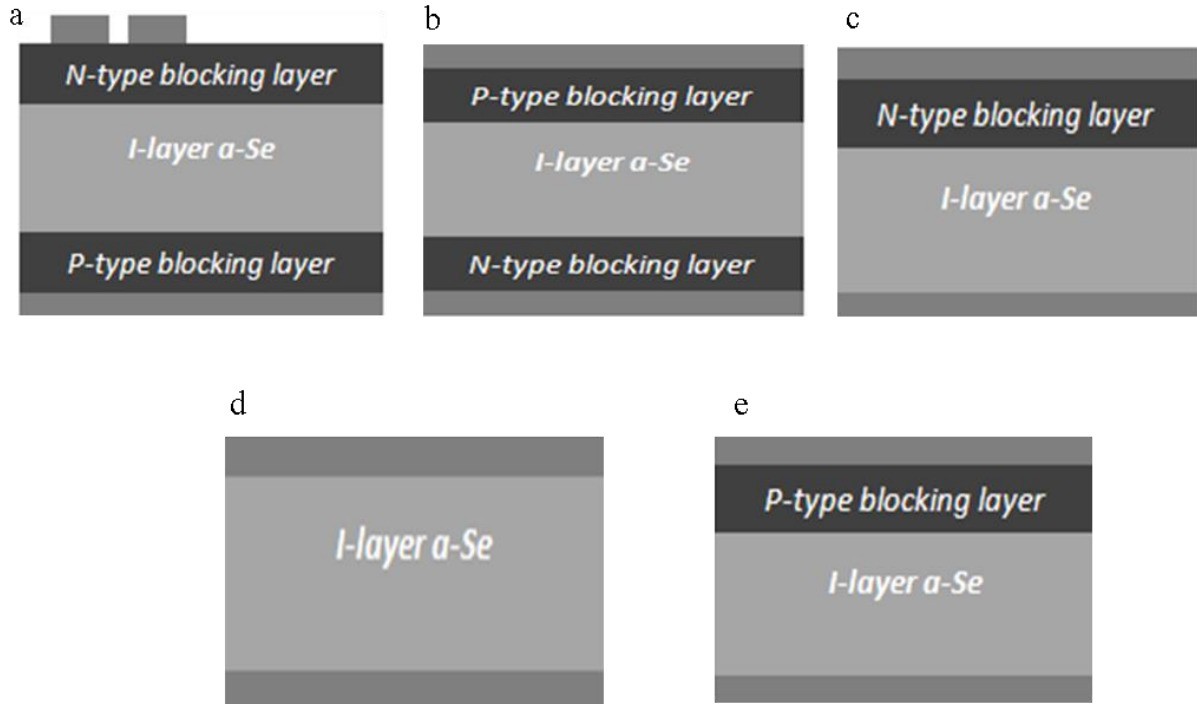 a
N-type blocking layer
I-layer a-Se
P-type blocking layer
b
P-type blocking layer
I-layer a-Se
N-type blocking layer
c
N-type blocking layer
I-layer a-Se
d
I-layer a-Se
e
P-type blocking layer
I-layer a-Se